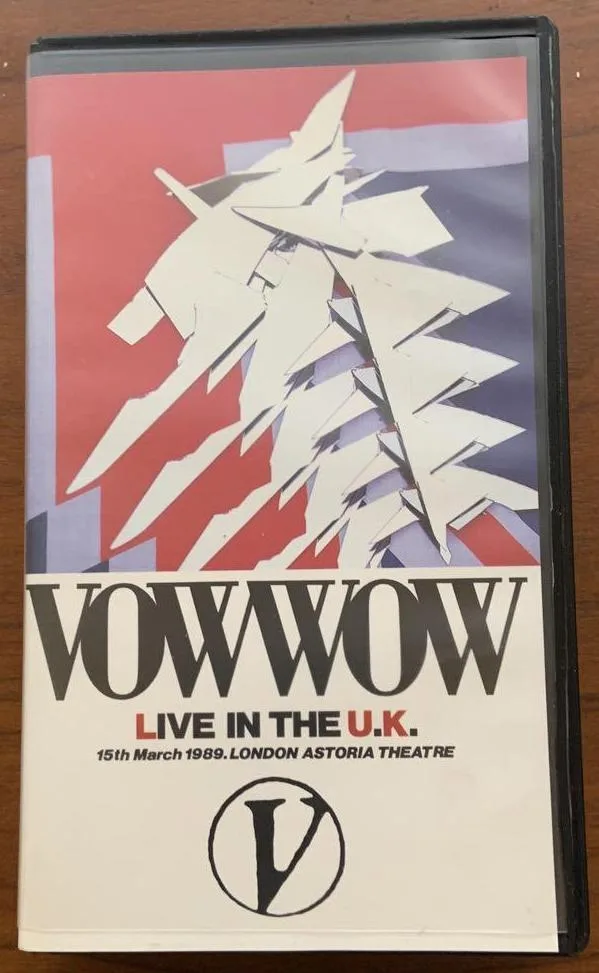 VOWWOW
LIVE IN THE U.K.
15th March 1989. LONDON ASTORIA THEATRE
V